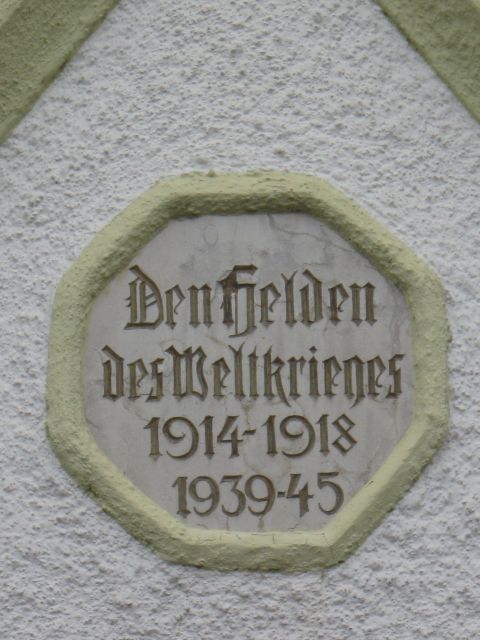 Den Helden
des Weltkrieges
1914-1918
1939-45